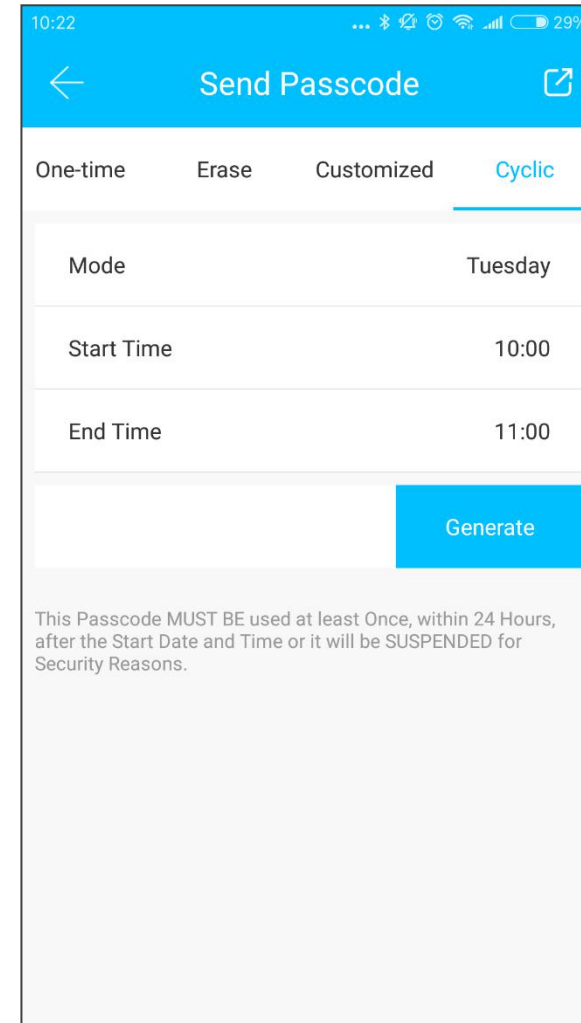 10:22 ... 29%
Send Passcode
One-time Erase Customized Cyclic
Mode Tuesday
Start Time 10:00
End Time 11:00
Generate
This Passcode MUST BE used at least Once, within 24 Hours,
after the Start Date and Time or it will be SUSPENDED for
Security Reasons.